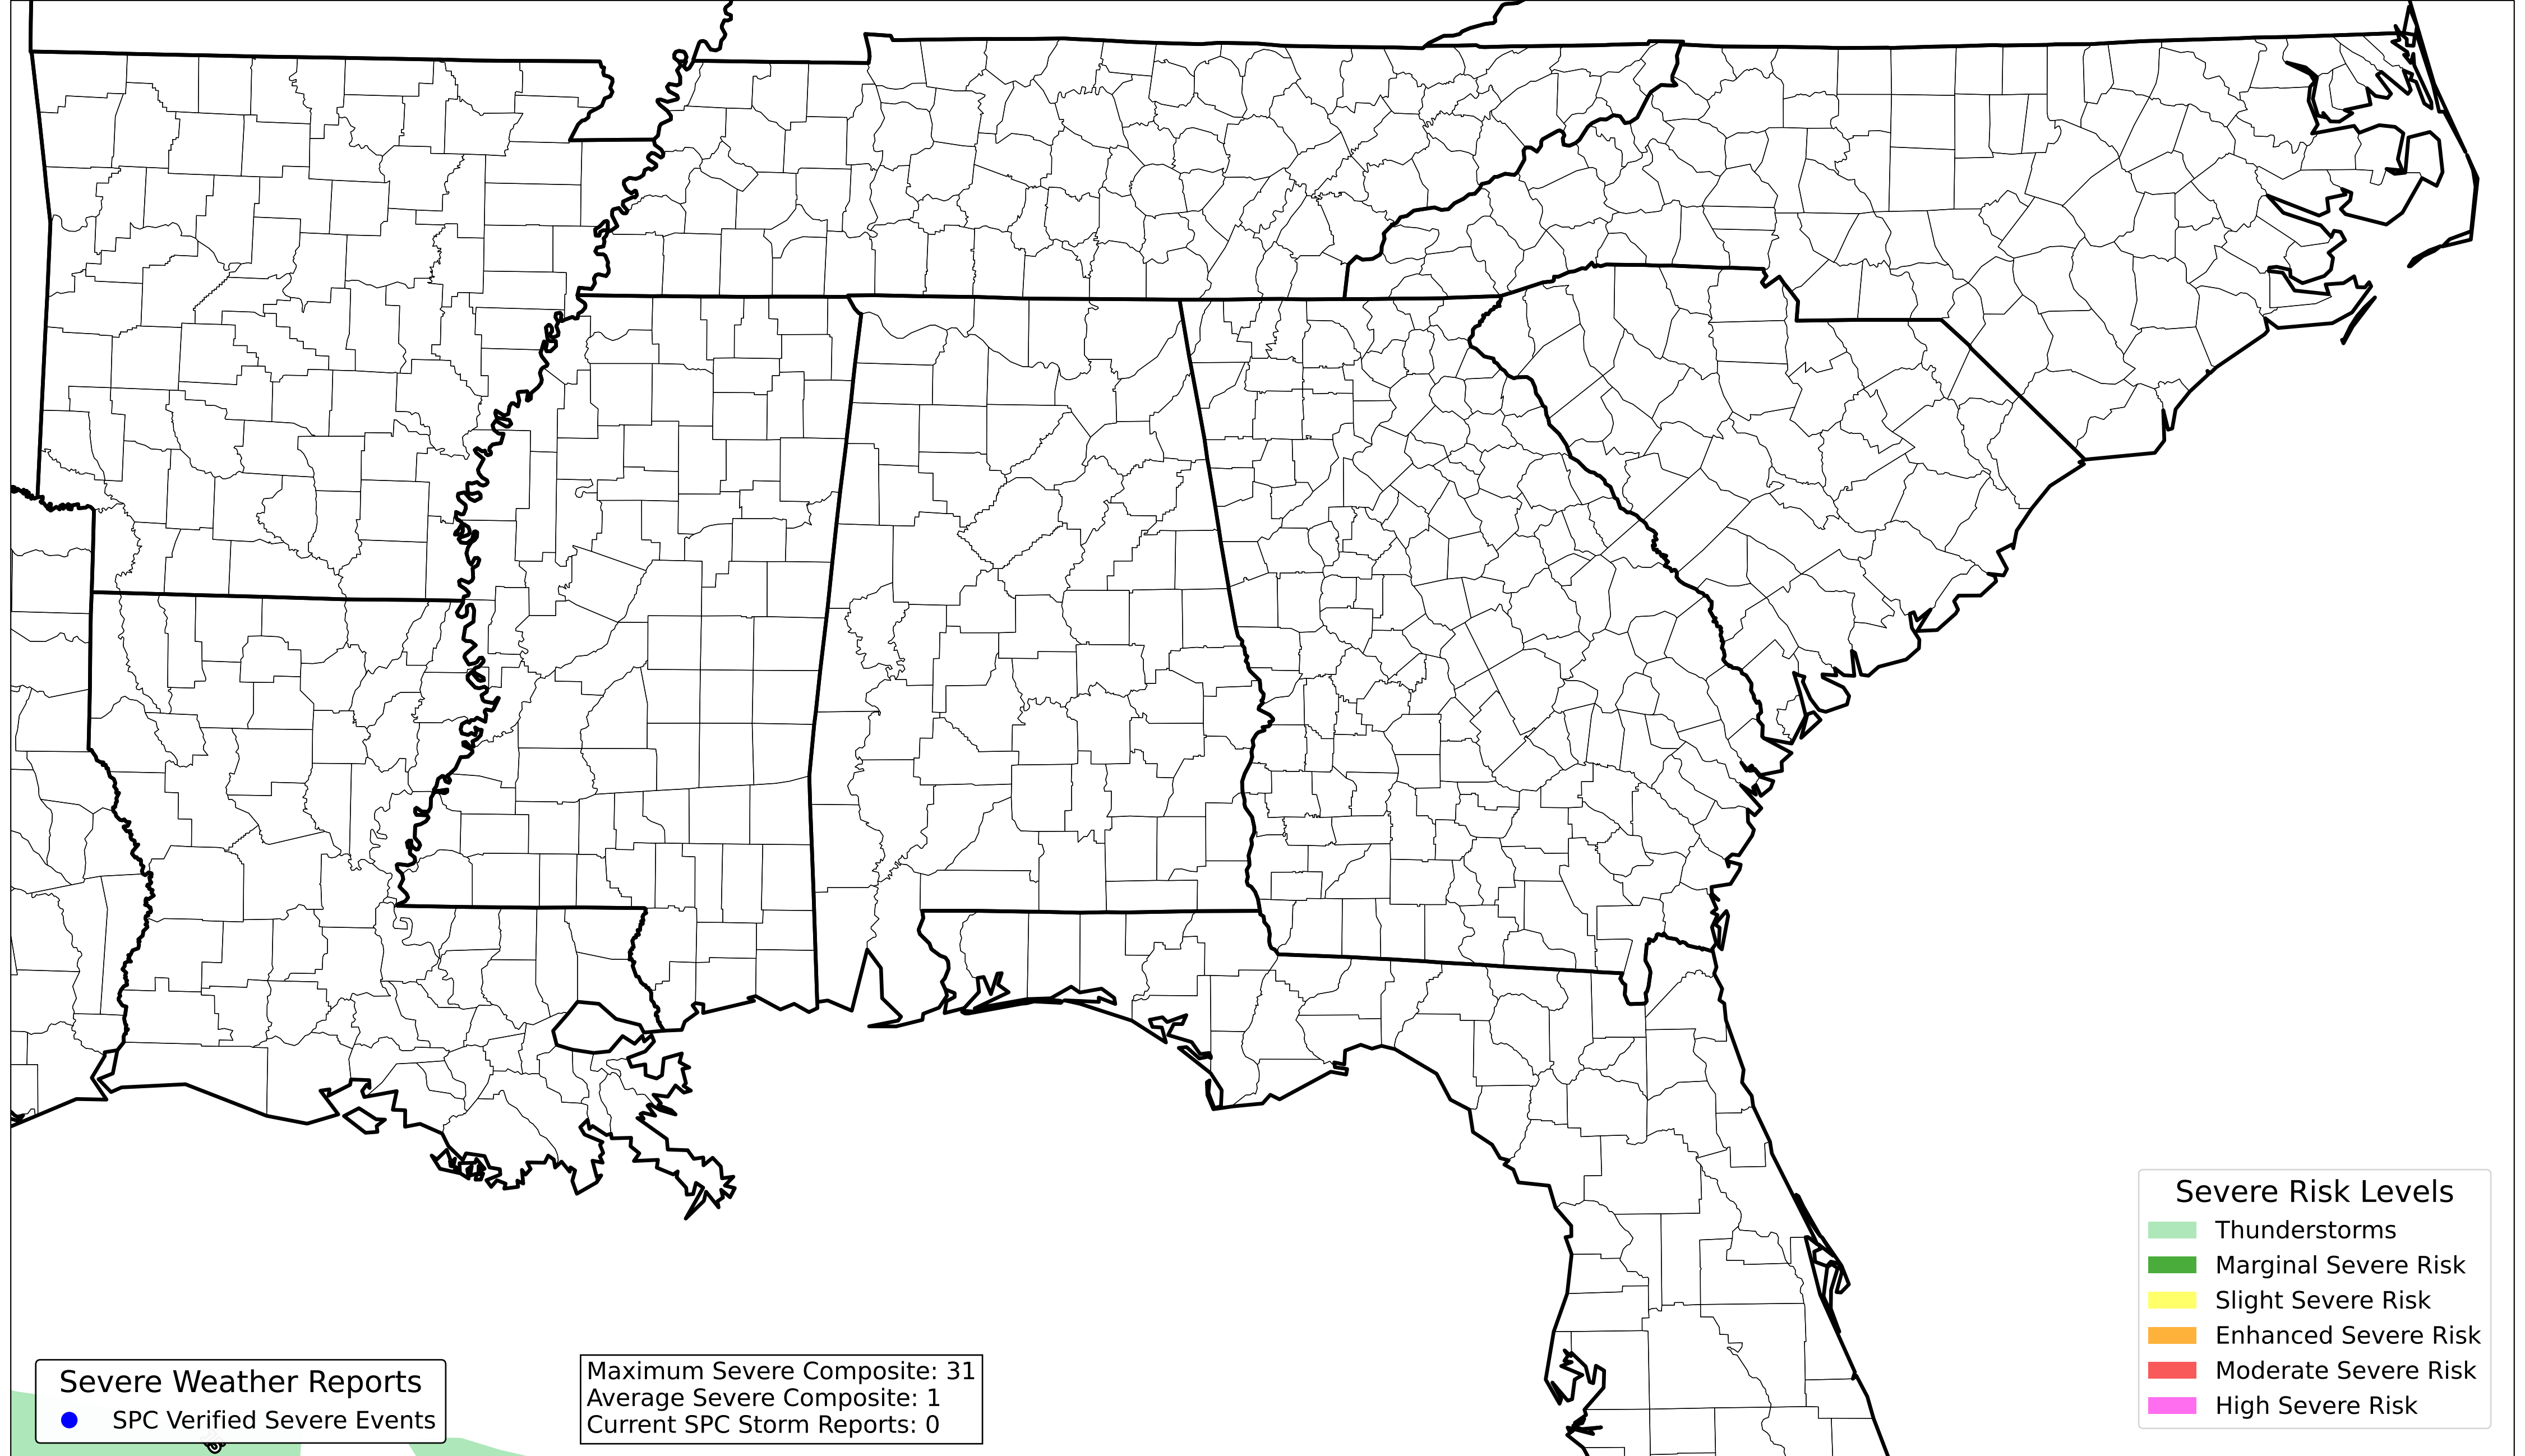 Severe Weather Reports
SPC Verified Severe Events
Maximum Severe Composite: 31
Average Severe Composite: 1
Current SPC Storm Reports: 0
Severe Risk Levels
Thunderstorms
Marginal Severe Risk
Slight Severe Risk
Enhanced Severe Risk
Moderate Severe Risk
High Severe Risk